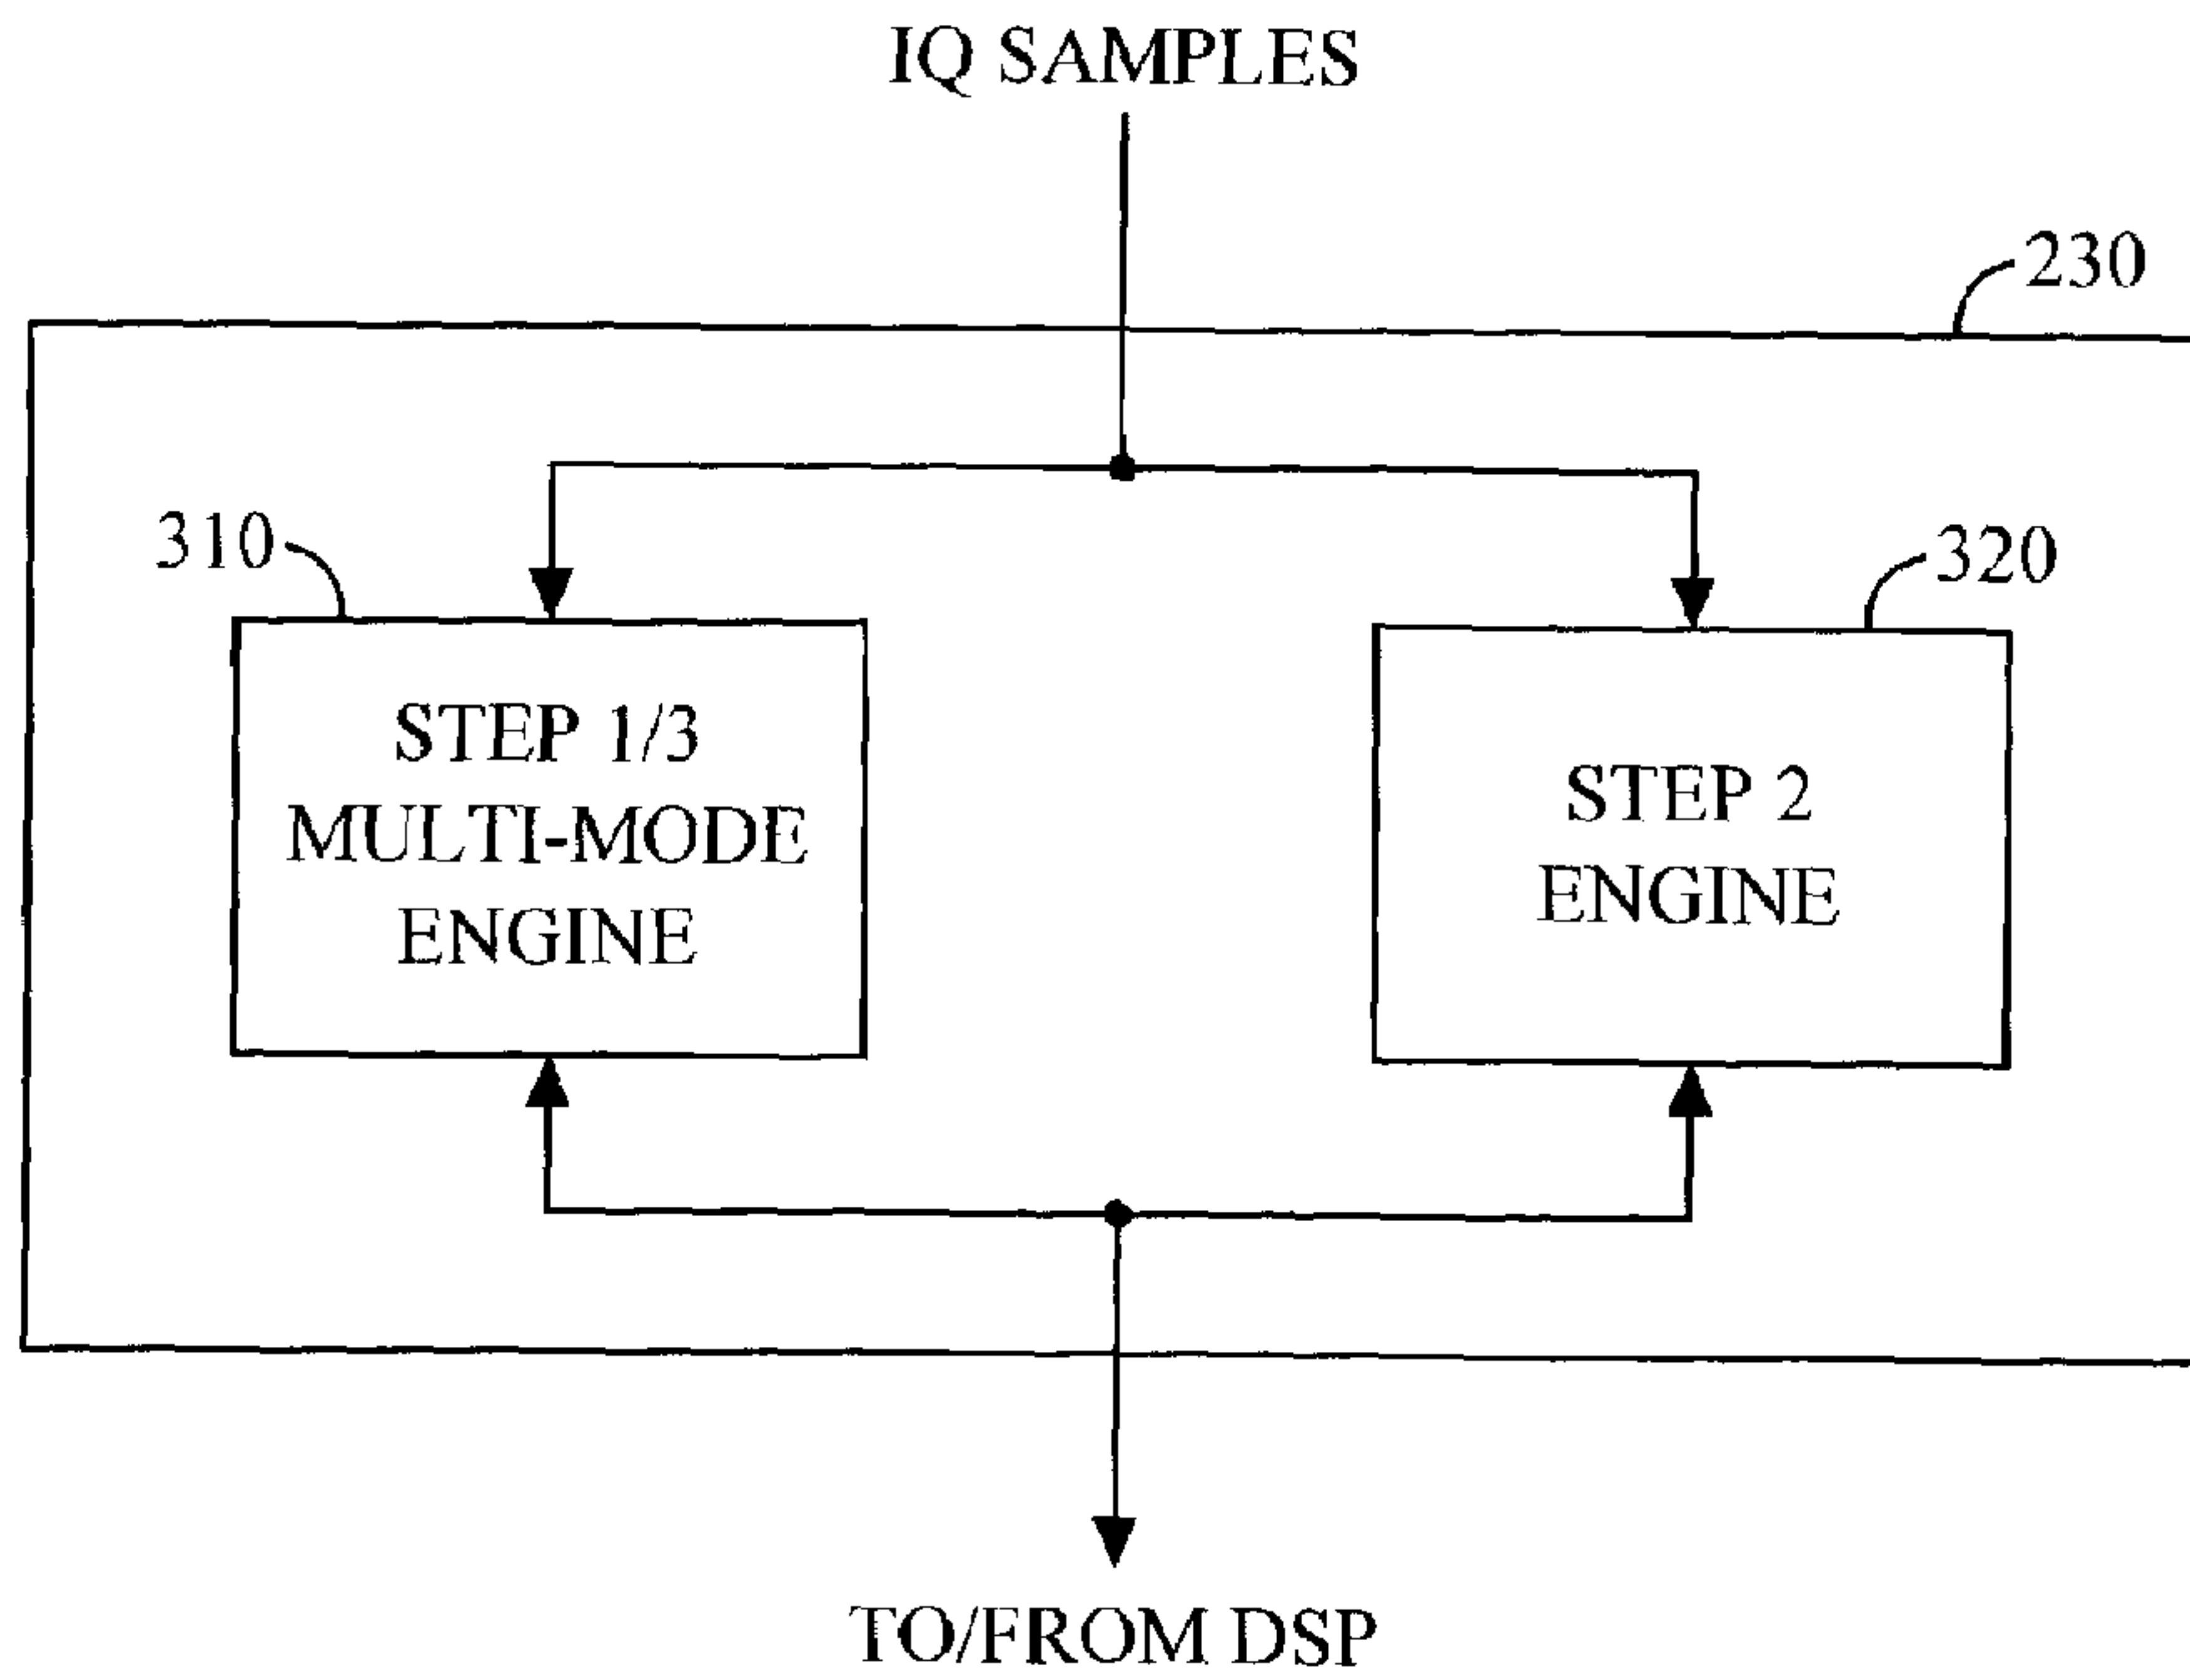 IQ SAMPLES
230
310
320
STEP 1/3
MULTI-MODE
ENGINE
STEP 2
ENGINE
TO/FROM DSP